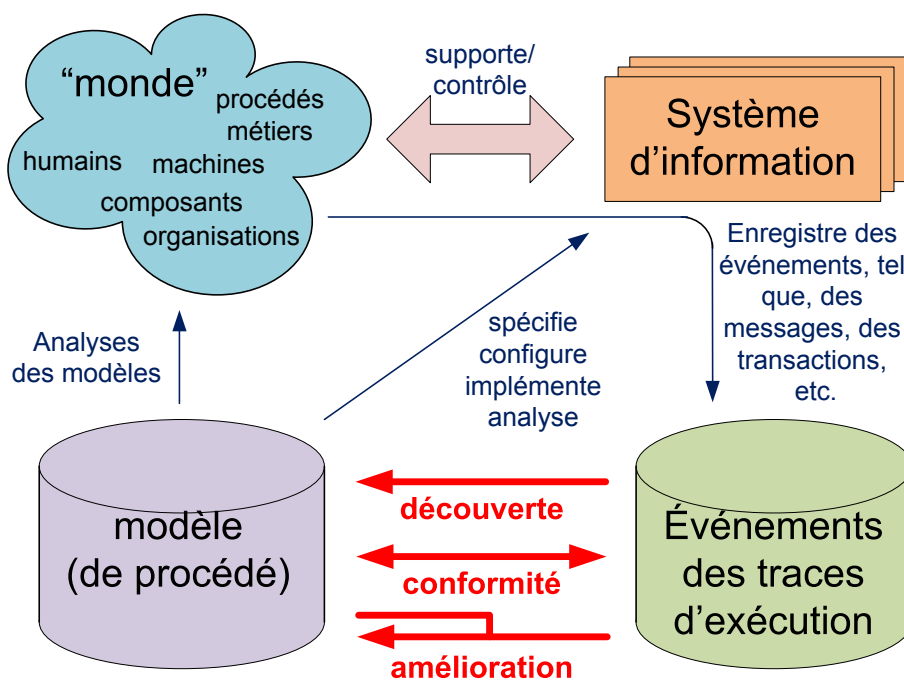 “monde”
procédés
métiers
humains
machines
composants
organisations
supporte/
contrôle
Système
d’information
Enregistre des
événements, tel
que, des
messages, des
transactions,
etc.
Analyses
des modèles
spécifie
configure
implémente
analyse
modèle
(de procédé)
découverte
conformité
amélioration
Événements
des traces
d’exécution